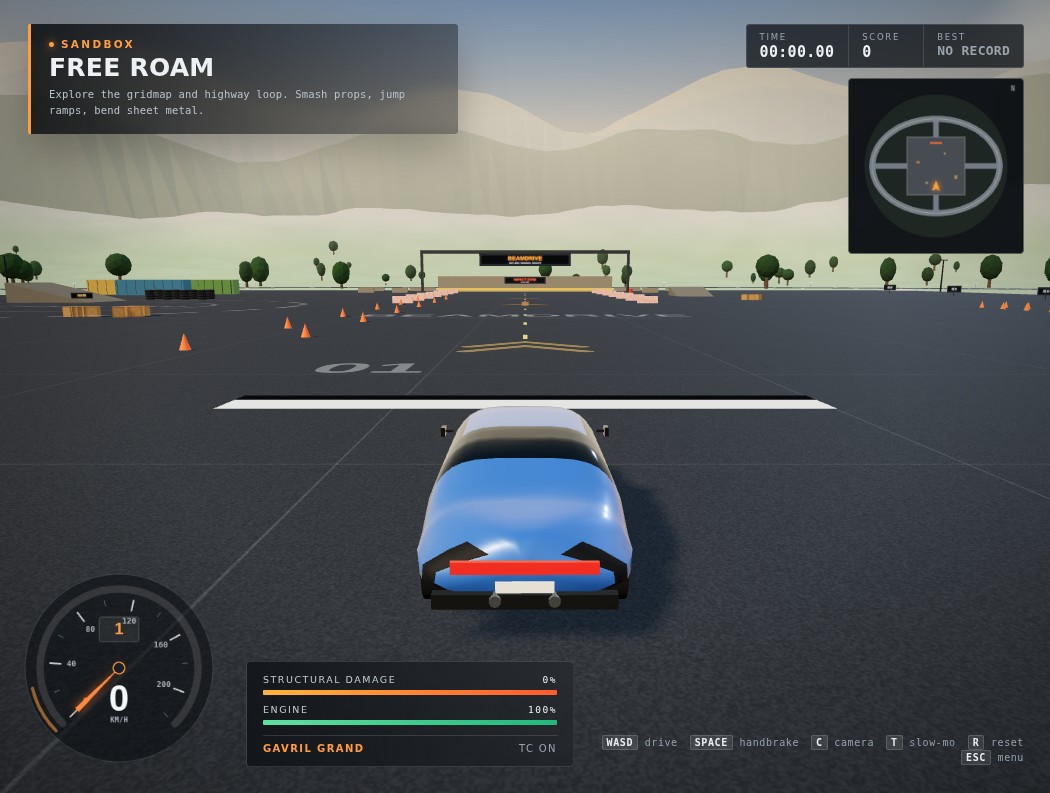 SANDBOX
FREE ROAM
Explore the gridmap and highway loop. Smash props, jump
ramps, bend sheet metal.
TIME
00:00.00
SCORE
0
BEST
NO RECORD
N
BEAMDRIVE
BEAMDRIVE
01
40
80
120
160
200
1
0
KM/H
STRUCTURAL DAMAGE 0%
ENGINE 100%
GAVRIL GRAND TC ON
WASD drive SPACE handbrake C camera T slow-mo R reset
ESC menu